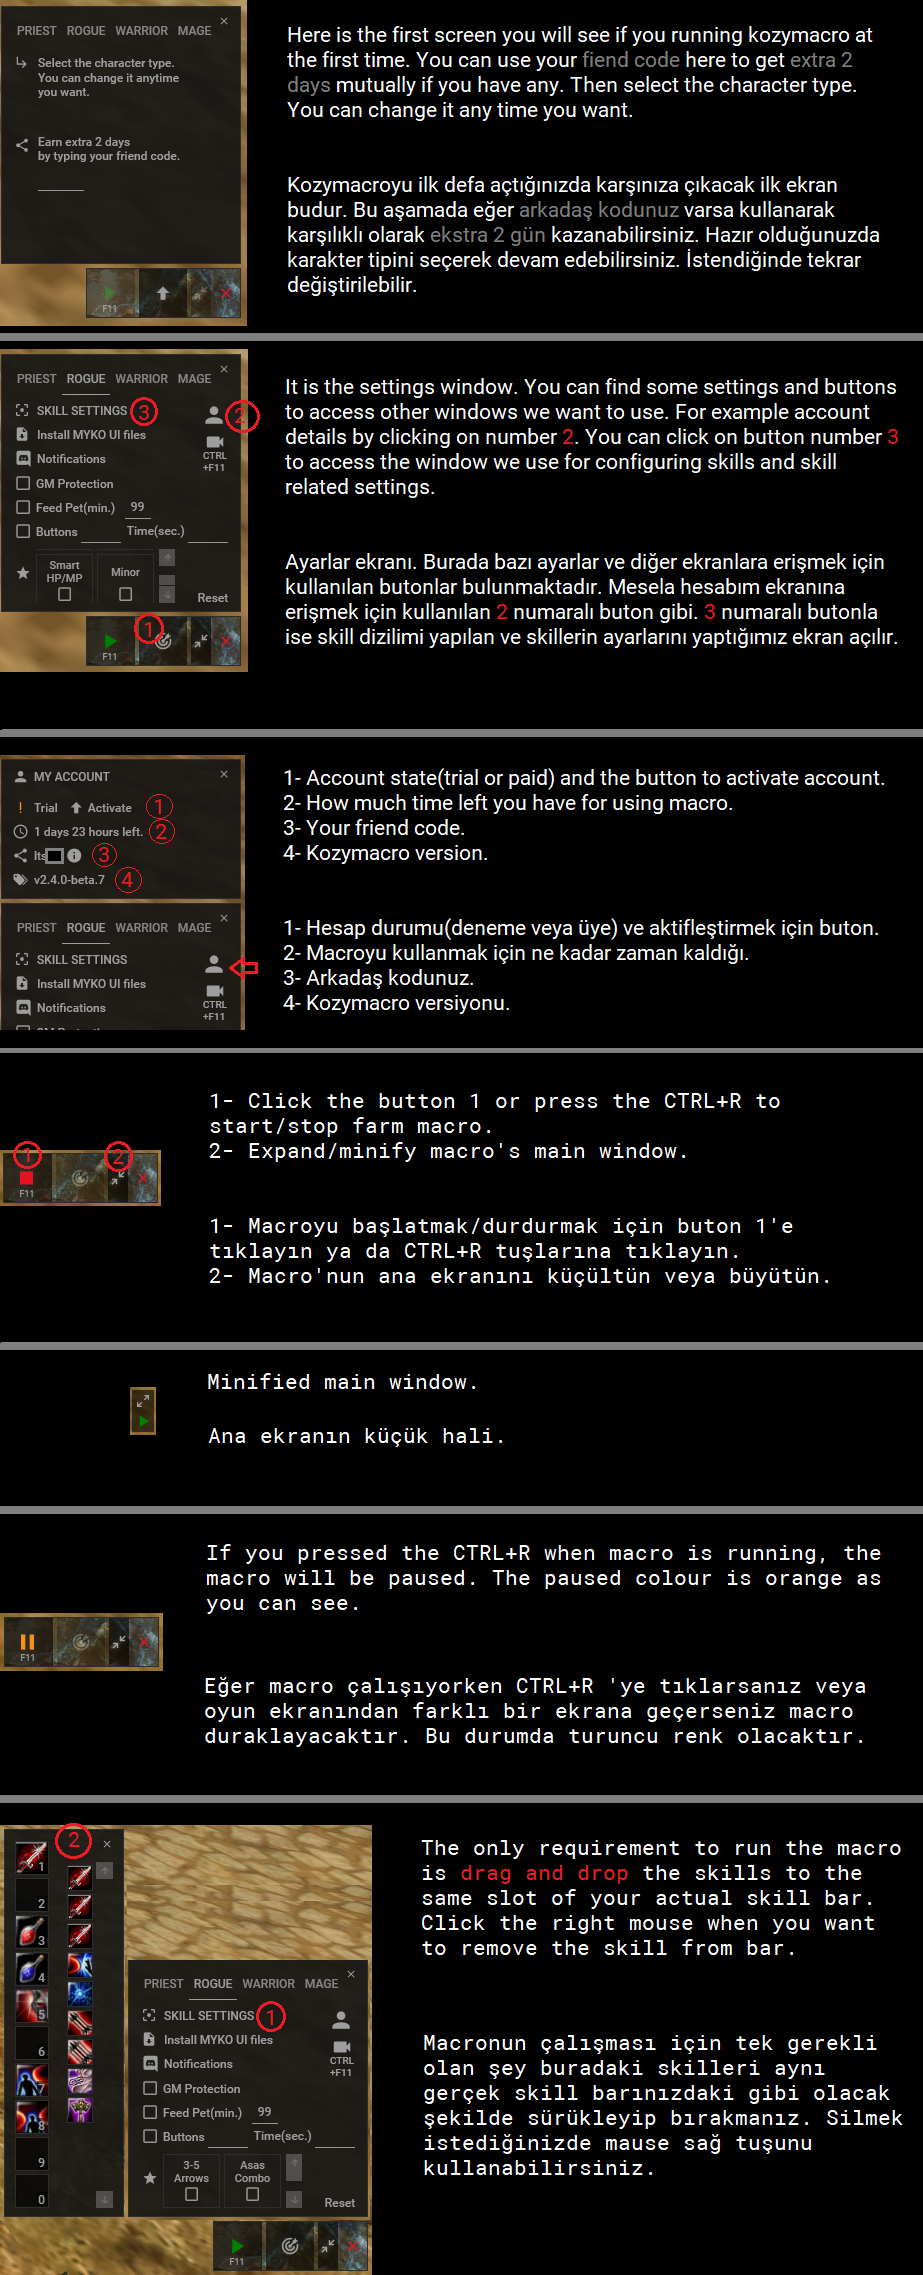 PRIEST ROGUE WARRIOR MAGE
Select the character type.
You can change it anytime
you want.
Earn extra 2 days
by typing your friend code.
F11
Here is the first screen you will see if you running kozymacro at
the first time. You can use your fiend code here to get extra 2
days mutually if you have any. Then select the character type.
You can change it any time you want.
Kozymacroyu ilk defa açtığınızda karşınıza çıkacak ilk ekran
budur. Bu aşamada eğer arkadaş kodunuz varsa kullanarak
karşılıklı olarak ekstra 2 gün kazanabilirsiniz. Hazır olduğunuzda
karakter tipini seçerek devam edebilirsiniz. İstendiğinde tekrar
değiştirilebilir.
PRIEST ROGUE WARRIOR MAGE
SKILL SETTINGS 3
2
Install MYKO UI files
Notifications
CTRL
+F11
GM Protection
Feed Pet(min.) 99
Buttons Time(sec.)
Smart
HP/MP
Minor
Reset
1
F11
It is the settings window. You can find some settings and buttons
to access other windows we want to use. For example account
details by clicking on number 2. You can click on button number 3
to access the window we use for configuring skills and skill
related settings.
Ayarlar ekranı. Burada bazı ayarlar ve diğer ekranlara erişmek için
kullanılan butonlar bulunmaktadır. Mesela hesabım ekranına
erişmek için kullanılan 2 numaralı buton gibi. 3 numaralı butonla
ise skill dizilimi yapılan ve skillerin ayarlarını yaptığımız ekran açılır.
MY ACCOUNT
Trial Activate 1
1 days 23 hours left. 2
Its 3
v2.4.0-beta.7 4
PRIEST ROGUE WARRIOR MAGE
SKILL SETTINGS
Install MYKO UI files
Notifications
CTRL
+F11
1- Account state(trial or paid) and the button to activate account.
2- How much time left you have for using macro.
3- Your friend code.
4- Kozymacro version.
1- Hesap durumu(deneme veya üye) ve aktifleştirmek için buton.
2- Macroyu kullanmak için ne kadar zaman kaldığı.
3- Arkadaş kodunuz.
4- Kozymacro versiyonu.
1 2
F11
1- Click the button 1 or press the CTRL+R to
start/stop farm macro.
2- Expand/minify macro's main window.
1- Macroyu başlatmak/durdurmak için buton 1'e
tıklayın ya da CTRL+R tuşlarına tıklayın.
2- Macro'nun ana ekranını küçültün veya büyütün.
Minified main window.
Ana ekranın küçük hali.
F11
If you pressed the CTRL+R when macro is running, the
macro will be paused. The paused colour is orange as
you can see.
Eğer macro çalışıyorken CTRL+R 'ye tıklarsanız veya
oyun ekranından farklı bir ekrana geçerseniz macro
duraklayacaktır. Bu durumda turuncu renk olacaktır.
2
1
2
3
4
5
6
7
8
9
0
PRIEST ROGUE WARRIOR MAGE
SKILL SETTINGS 1
Install MYKO UI files
Notifications
CTRL
+F11
GM Protection
Feed Pet(min.) 99
Buttons Time(sec.)
3-5
Arrows
Asas
Combo
Reset
F11
The only requirement to run the macro
is drag and drop the skills to the
same slot of your actual skill bar.
Click the right mouse when you want
to remove the skill from bar.
Macronun çalışması için tek gerekli
olan şey buradaki skilleri aynı
gerçek skill barınızdaki gibi olacak
şekilde sürükleyip bırakmanız. Silmek
istediğinizde mause sağ tuşunu
kullanabilirsiniz.